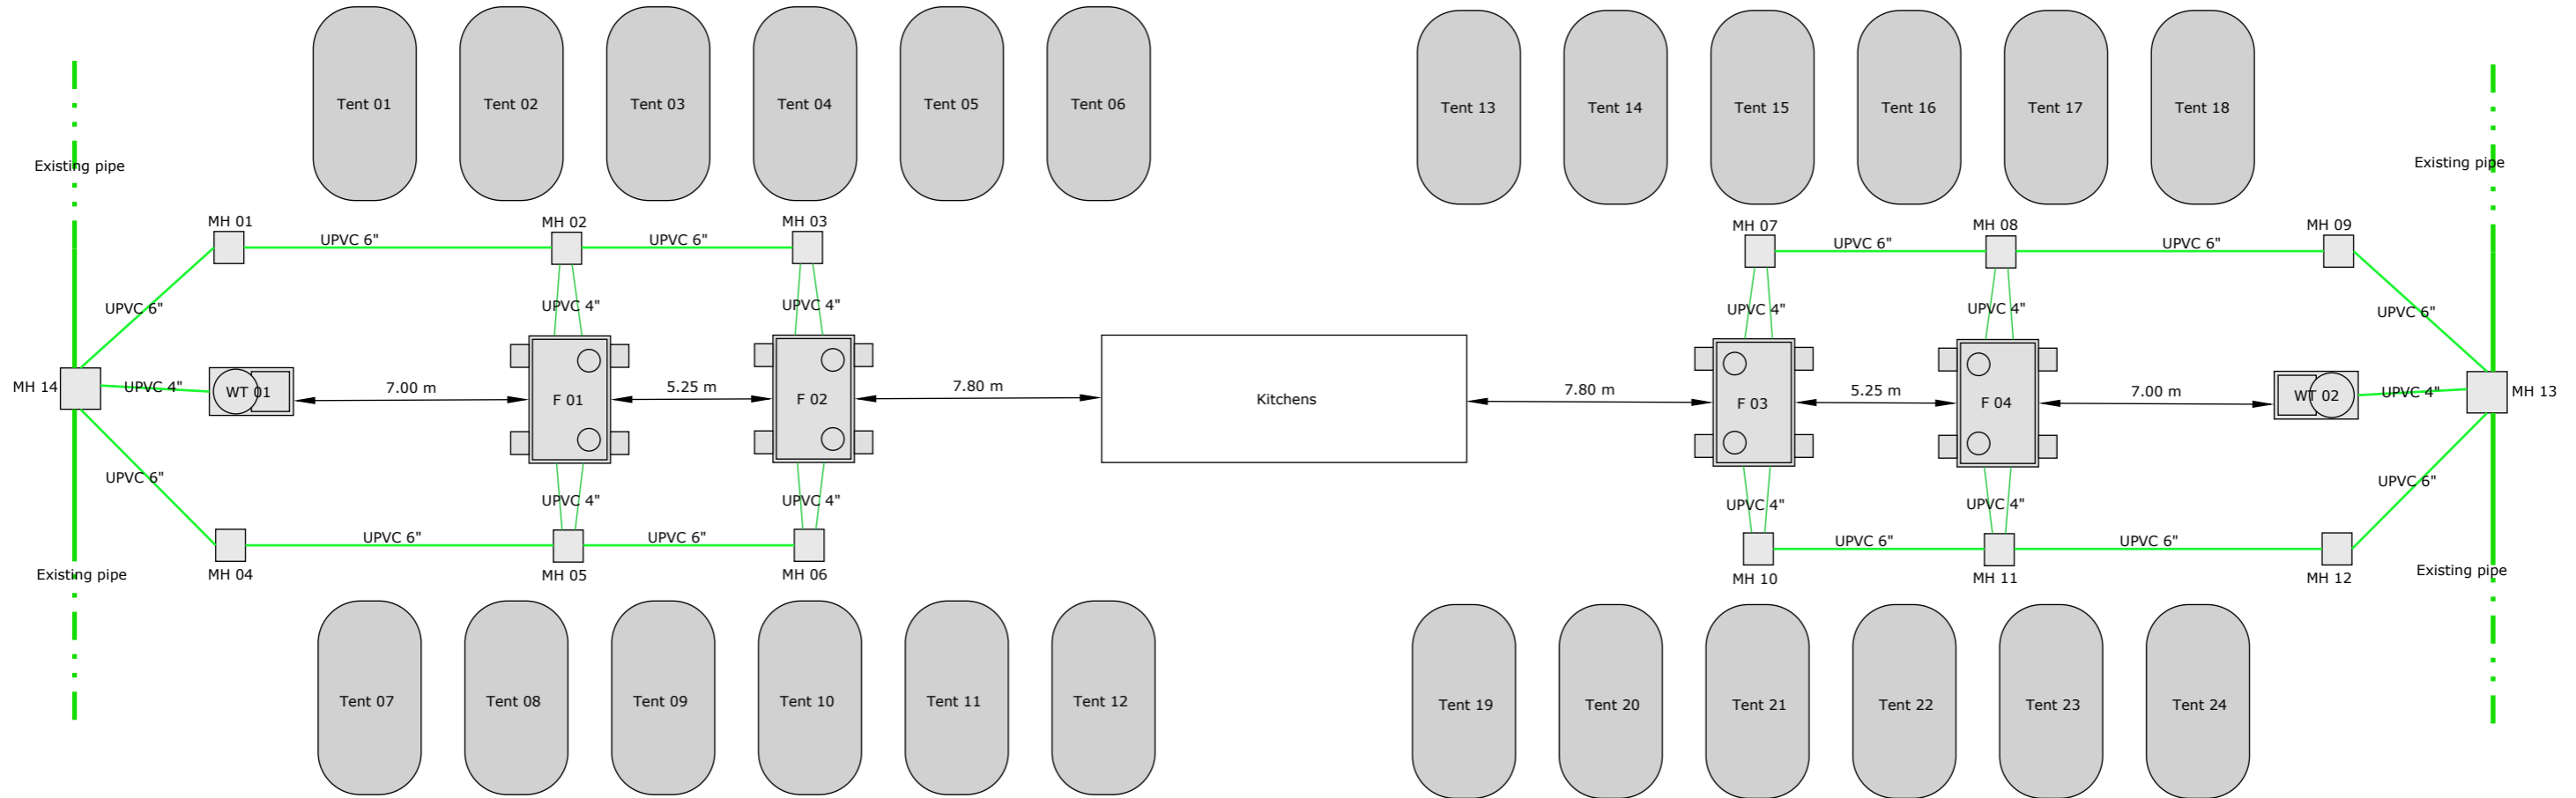 Tent 01
Tent 02
Tent 03
Tent 04
Tent 05
Tent 06
Tent 13
Tent 14
Tent 15
Tent 16
Tent 17
Tent 18
Existing pipe
Existing pipe
MH 01
MH 02
MH 03
MH 07
MH 08
MH 09
UPVC 6"
UPVC 6"
UPVC 6"
UPVC 6"
UPVC 6"
UPVC 4"
UPVC 4"
UPVC 4"
UPVC 4"
UPVC 6"
MH 14
UPVC 4"
WT 01
7.00 m
F 01
5.25 m
F 02
7.80 m
Kitchens
7.80 m
F 03
5.25 m
F 04
7.00 m
WT 02
UPVC 4"
MH 13
UPVC 6"
UPVC 4"
UPVC 4"
UPVC 4"
UPVC 4"
UPVC 6"
UPVC 6"
UPVC 6"
UPVC 6"
UPVC 6"
Existing pipe
MH 04
MH 05
MH 06
MH 10
MH 11
MH 12
Existing pipe
Tent 07
Tent 08
Tent 09
Tent 10
Tent 11
Tent 12
Tent 19
Tent 20
Tent 21
Tent 22
Tent 23
Tent 24